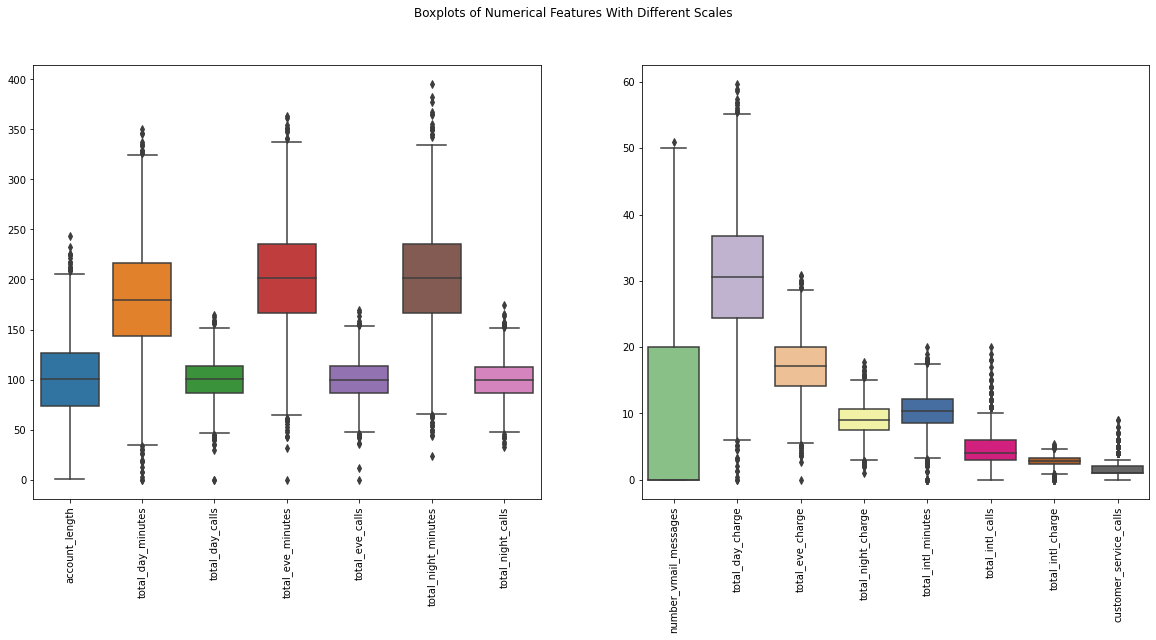 Boxplots of Numerical Features With Different Scales
400
350
300
250
200
150
100
50
0
account_length
total_day_minutes
total_day_calls
total_eve_minutes
total_eve_calls
total_night_minutes
total_night_calls
60
50
40
30
20
10
0
number_vmail_messages
total_day_charge
total_eve_charge
total_night_charge
total_intl_minutes
total_intl_calls
total_intl_charge
customer_service_calls